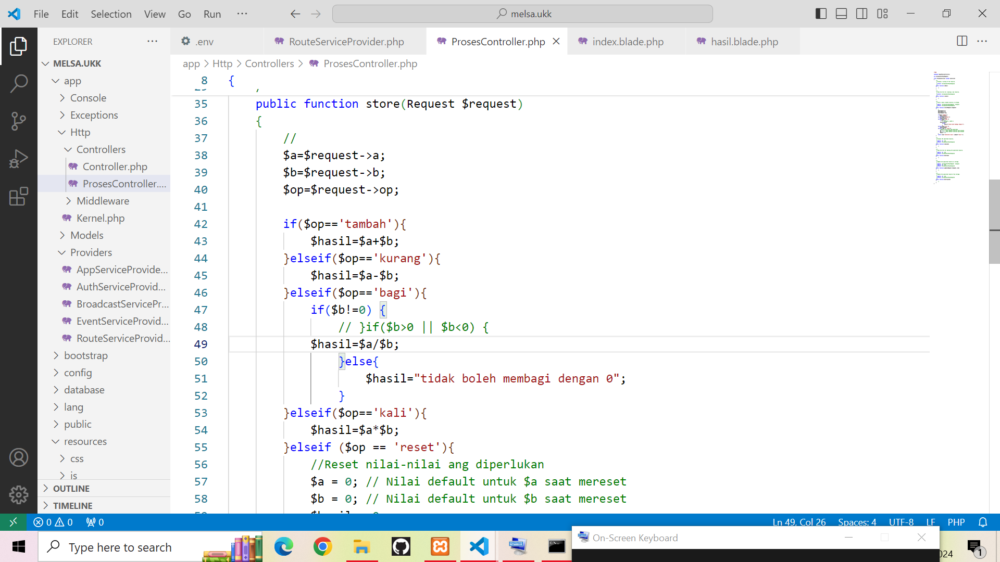 File Edit Selection View Go Run ···
melsa.ukk
EXPLORER ···
.env
RouteServiceProvider.php
ProsesController.php
index.blade.php
hasil.blade.php
app > Http > Controllers > ProsesController.php
MELSA.UKK
app
Console
Exceptions
Http
Controllers
Controller.php
ProsesController....
Middleware
Kernel.php
Models
Providers
AppServiceProvide...
AuthServiceProvid...
BroadcastServicePr...
EventServiceProvid...
RouteServiceProvid...
bootstrap
config
database
lang
public
resources
css
js
OUTLINE
TIMELINE
8 {
35 public function store(Request $request)
36 {
37 //
38 $a=$request->a;
39 $b=$request->b;
40 $op=$request->op;
41
42 if($op=='tambah'){
43 $hasil=$a+$b;
44 }elseif($op=='kurang'){
45 $hasil=$a-$b;
46 }elseif($op=='bagi'){
47 if($b!=0) {
48 // }if($b>0 || $b<0) {
49 $hasil=$a/$b;
50 }else{
51 $hasil="tidak boleh membagi dengan 0";
52 }
53 }elseif($op=='kali'){
54 $hasil=$a*$b;
55 }elseif ($op == 'reset'){
56 //Reset nilai-nilai ang diperlukan
57 $a = 0; // Nilai default untuk $a saat mereset
58 $b = 0; // Nilai default untuk $b saat mereset
0 0 0
Ln 49, Col 26 Spaces: 4 UTF-8 LF PHP
Type here to search
On-Screen Keyboard
024
1